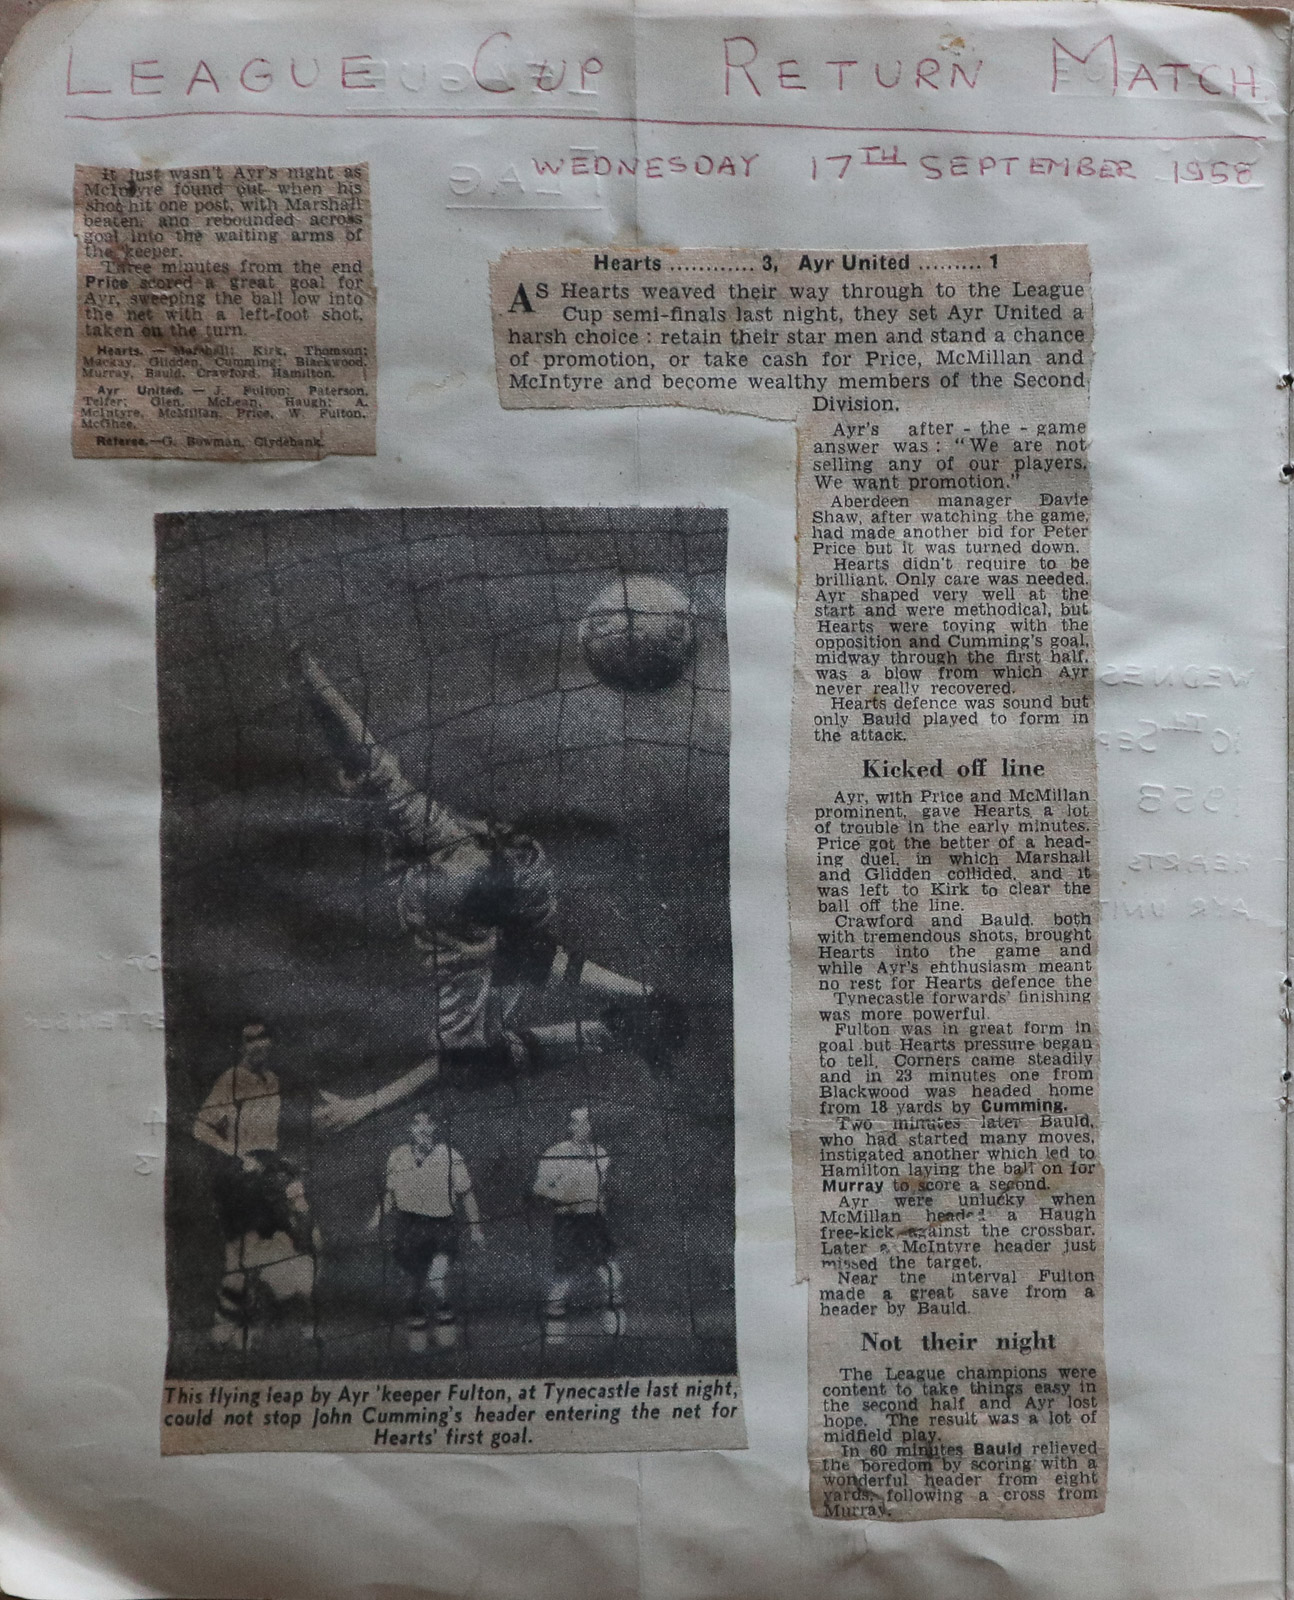 LEAGUE CUP RETURN MATCH
WEDNESDAY 17TH SEPTEMBER 1958
Hearts ............ 3, Ayr United ......... 1
AS Hearts weaved their way through to the League
Cup semi-finals last night, they set Ayr United a
harsh choice : retain their star men and stand a chance
of promotion, or take cash for Price, McMillan and
McIntyre and become wealthy members of the Second
Division.
Ayr's after - the - game
answer was : "We are not
selling any of our players.
We want promotion."
Aberdeen manager Davie
Shaw, after watching the game,
had made another bid for Peter
Price but it was turned down.
Hearts didn't require to be
brilliant. Only care was needed.
Ayr shaped very well at the
start and were methodical, but
Hearts were toying with the
opposition and Cumming's goal,
midway through the first half,
was a blow from which Ayr
never really recovered.
Hearts defence was sound but
only Bauld played to form in
the attack.
Kicked off line
Ayr, with Price and McMillan
prominent, gave Hearts a lot
of trouble in the early minutes.
Price got the better of a head-
ing duel, in which Marshall
and Glidden collided, and it
was left to Kirk to clear the
ball off the line.
Crawford and Bauld, both
with tremendous shots, brought
Hearts into the game and
while Ayr's enthusiasm meant
no rest for Hearts defence the
Tynecastle forwards' finishing
was more powerful.
Fulton was in great form in
goal but Hearts pressure began
to tell. Corners came steadily
and in 23 minutes one from
Blackwood was headed home
from 18 yards by Cumming.
Two minutes later Bauld,
who had started many moves,
instigated another which led to
Hamilton laying the ball on for
Murray to score a second.
Ayr were unlucky when
McMillan headed a Haugh
free-kick against the crossbar.
Later a McIntyre header just
missed the target.
Near the interval Fulton
made a great save from a
header by Bauld.
Not their night
The League champions were
content to take things easy in
the second half and Ayr lost
hope. The result was a lot of
midfield play.
In 60 minutes Bauld relieved
the boredom by scoring with a
wonderful header from eight
yards, following a cross from
Murray.
It just wasn't Ayr's night as
McIntyre found out when his
shot hit one post, with Marshall
beaten, and rebounded across
goal into the waiting arms of
the keeper.
Three minutes from the end
Price scored a great goal for
Ayr, sweeping the ball low into
the net with a left-foot shot,
taken on the turn.
Hearts. — Marshall; Kirk, Thomson;
Mackay, Glidden, Cumming; Blackwood,
Murray, Bauld, Crawford, Hamilton.
Ayr United. — J. Fulton; Paterson,
Telfer; Glen, McLean, Haugh; A.
McIntyre, McMillan, Price, W. Fulton,
McGhee.
Referee.—G. Bowman, Clydebank.
This flying leap by Ayr 'keeper Fulton, at Tynecastle last night,
could not stop John Cumming's header entering the net for
Hearts' first goal.